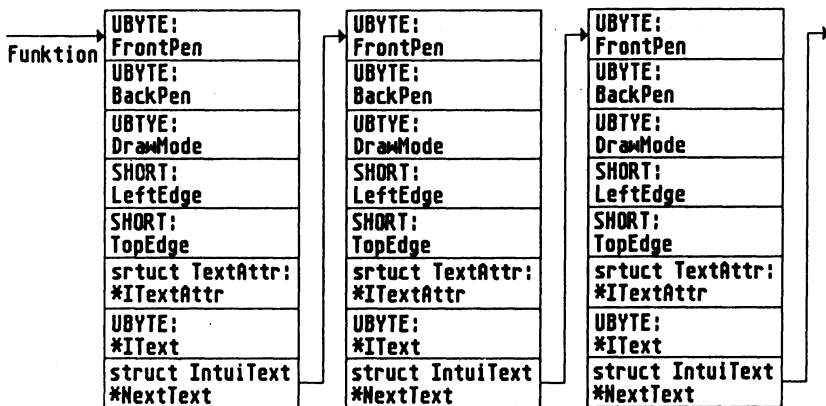 Funktion
UBYTE:
FrontPen
UBYTE:
BackPen
UBTYE:
DrawMode
SHORT:
LeftEdge
SHORT:
TopEdge
srtuct TextAttr:
*ITextAttr
UBYTE:
*IText
struct IntuiText
*NextText
UBYTE:
FrontPen
UBYTE:
BackPen
UBTYE:
DrawMode
SHORT:
LeftEdge
SHORT:
TopEdge
srtuct TextAttr:
*ITextAttr
UBYTE:
*IText
struct IntuiText
*NextText
UBYTE:
FrontPen
UBYTE:
BackPen
UBTYE:
DrawMode
SHORT:
LeftEdge
SHORT:
TopEdge
srtuct TextAttr:
*ITextAttr
UBYTE:
*IText
struct IntuiText
*NextText